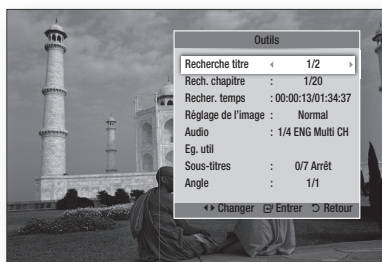 Outils
Recherche titre 1/2
Rech. chapitre : 1/20
Recher. temps : 00:00:13/01:34:37
Réglage de l'image : Normal
Audio : 1/4 ENG Multi CH
Eg. util
Sous-titres : 0/7 Arrêt
Angle : 1/1
Changer Entrer Retour